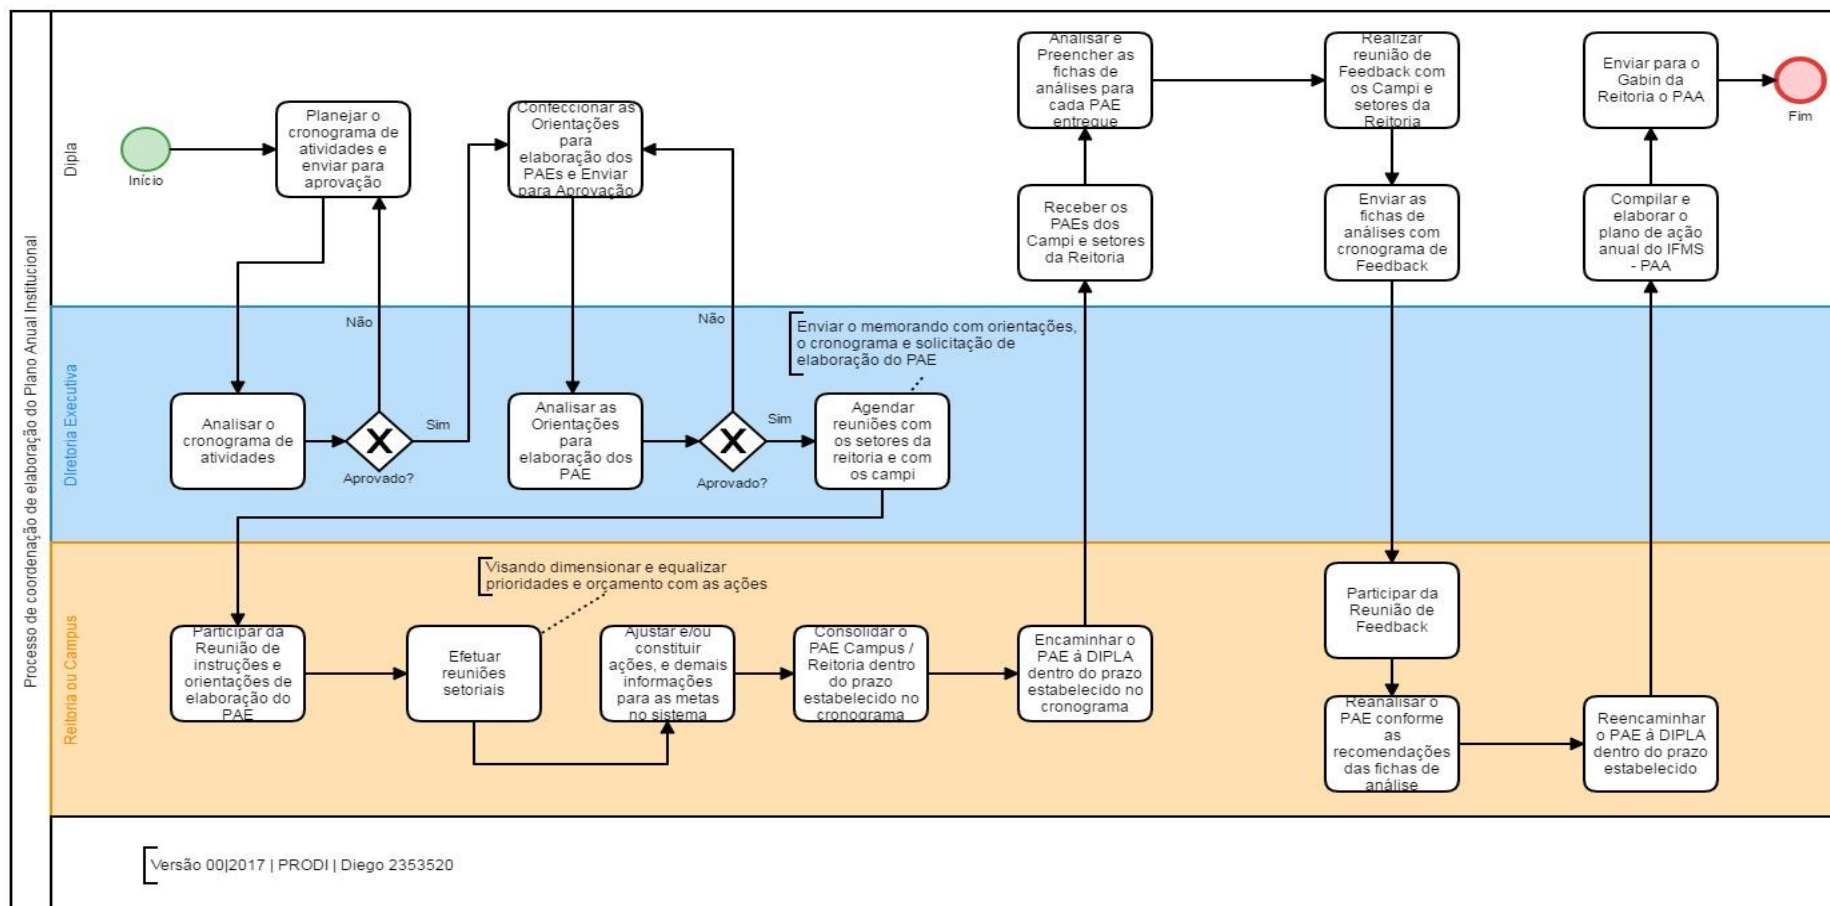 Processo de coordenação de elaboração do Plano Anual Institucional
Dipla
Início
Planejar o
cronograma de
atividades e
enviar para
aprovação
Confeccionar as
Orientações
para
elaboração dos
PAEs e Enviar
para Aprovação
Analisar e
Preencher as
fichas de
análises para
cada PAE
entregue
Realizar
reunião de
Feedback com
os Campi e
setores da
Reitoria
Enviar para o
Gabin da
Reitoria o PAA
Fim
Receber os
PAEs dos
Campi e setores
da Reitoria
Enviar as
fichas de
análises com
cronograma de
Feedback
Compilar e
elaborar o
plano de ação
anual do IFMS
- PAA
DIretoria Executiva
Analisar o
cronograma de
atividades
Não
Sim
Aprovado?
Analisar as
Orientações
para
elaboração dos
PAE
Não
Sim
Aprovado?
Enviar o memorando com orientações,
o cronograma e solicitação de
elaboração do PAE
Agendar
reuniões com
os setores da
reitoria e com
os campi
Reitoria ou Campus
Participar da
Reunião de
instruções e
orientações de
elaboração do
PAE
Visando dimensionar e equalizar
prioridades e orçamento com as ações
Efetuar
reuniões
setoriais
Ajustar e/ou
constituir
ações, e demais
informações
para as metas
no sistema
Consolidar o
PAE Campus /
Reitoria dentro
do prazo
estabelecido no
cronograma
Encaminhar o
PAE à DIPLA
dentro do prazo
estabelecido no
cronograma
Participar da
Reunião de
Feedback
Reanalisar o
PAE conforme
as
recomendações
das fichas de
análise
Reencaminhar
o PAE à DIPLA
dentro do prazo
estabelecido
Versão 00|2017 | PRODI | Diego 2353520